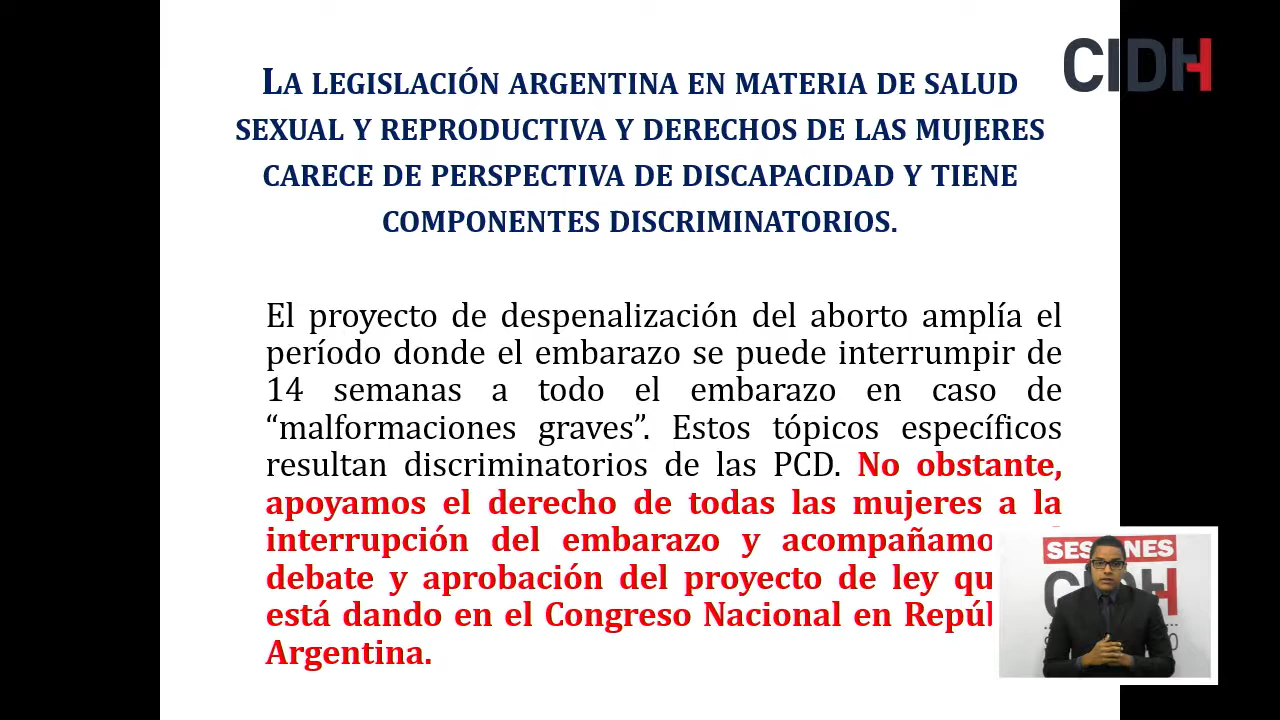 CIDH
LA LEGISLACIÓN ARGENTINA EN MATERIA DE SALUD
SEXUAL Y REPRODUCTIVA Y DERECHOS DE LAS MUJERES
CARECE DE PERSPECTIVA DE DISCAPACIDAD Y TIENE
COMPONENTES DISCRIMINATORIOS.
El proyecto de despenalización del aborto amplía el
período donde el embarazo se puede interrumpir de
14 semanas a todo el embarazo en caso de
“malformaciones graves”. Estos tópicos específicos
resultan discriminatorios de las PCD. No obstante,
apoyamos el derecho de todas las mujeres a la
interrupción del embarazo y
debate y aprobación del proyecto de ley
está dando en el Congreso Nacional en
Argentina.
SESIONES
CIDH